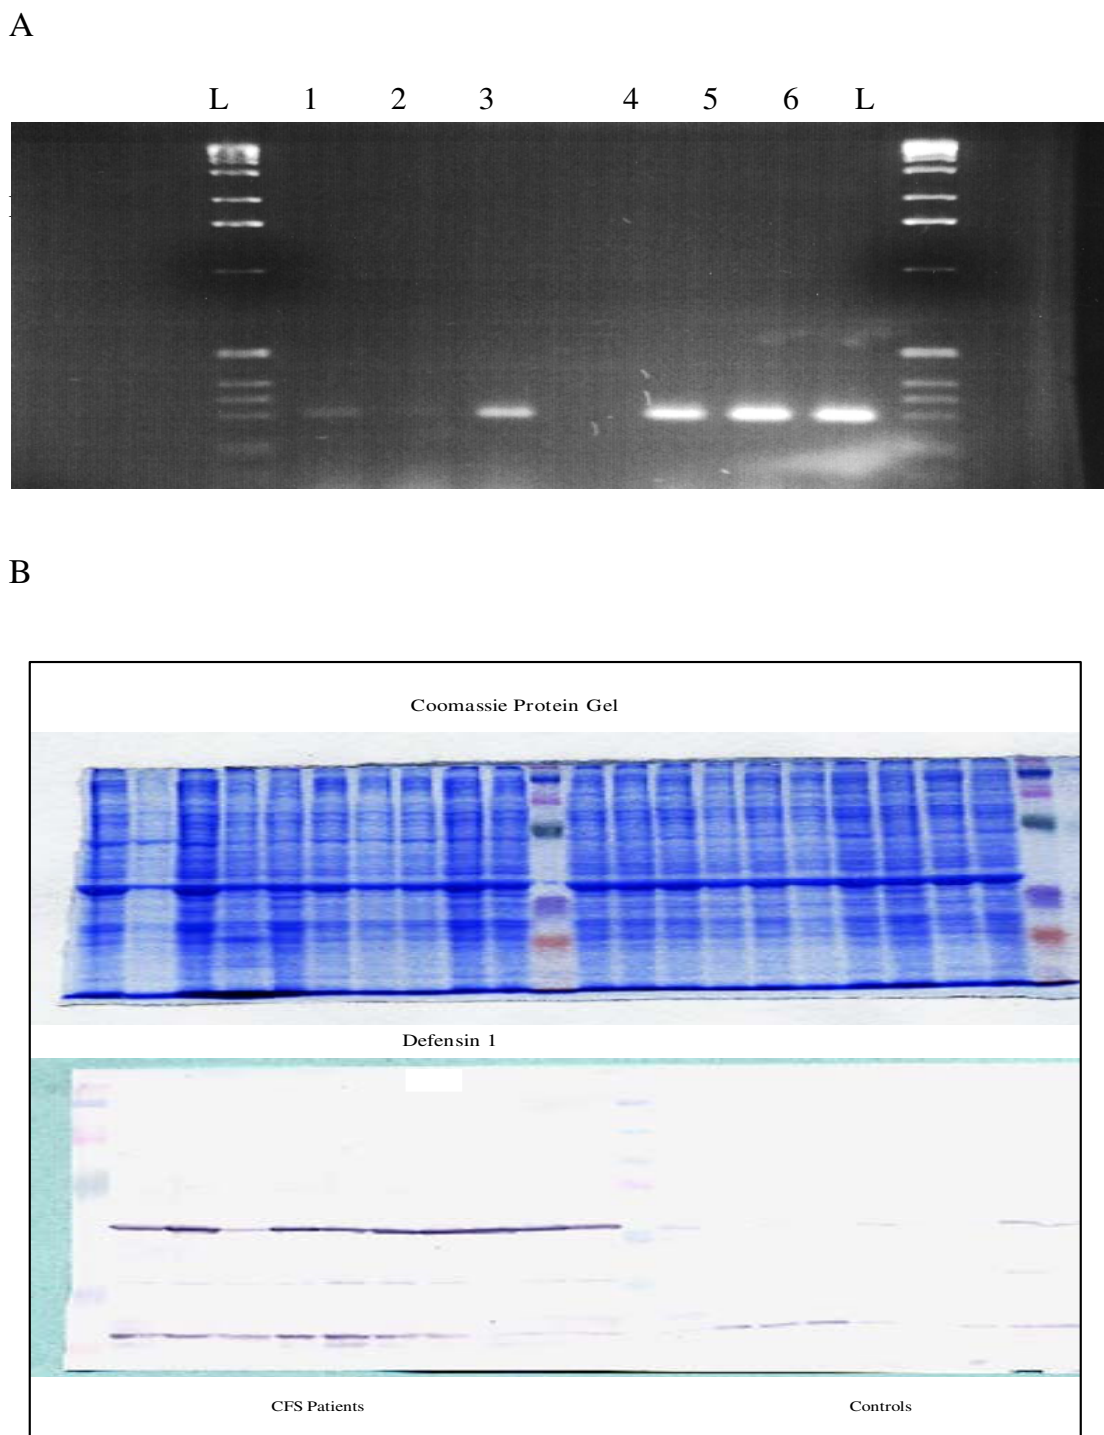 A
L 1 2 3 4 5 6 L
B
Coomassie Protein Gel
Defensin 1
CFS Patients Controls